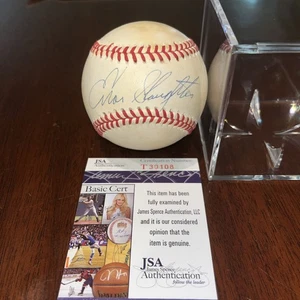 Enos Slaughter
JSA
T33108
Basic Cert
This item has been
fully examined by
James Spence Authentication, LLC
and it is our considered
opinion that the
item is genuine.
JSA
James Spence
Authentication